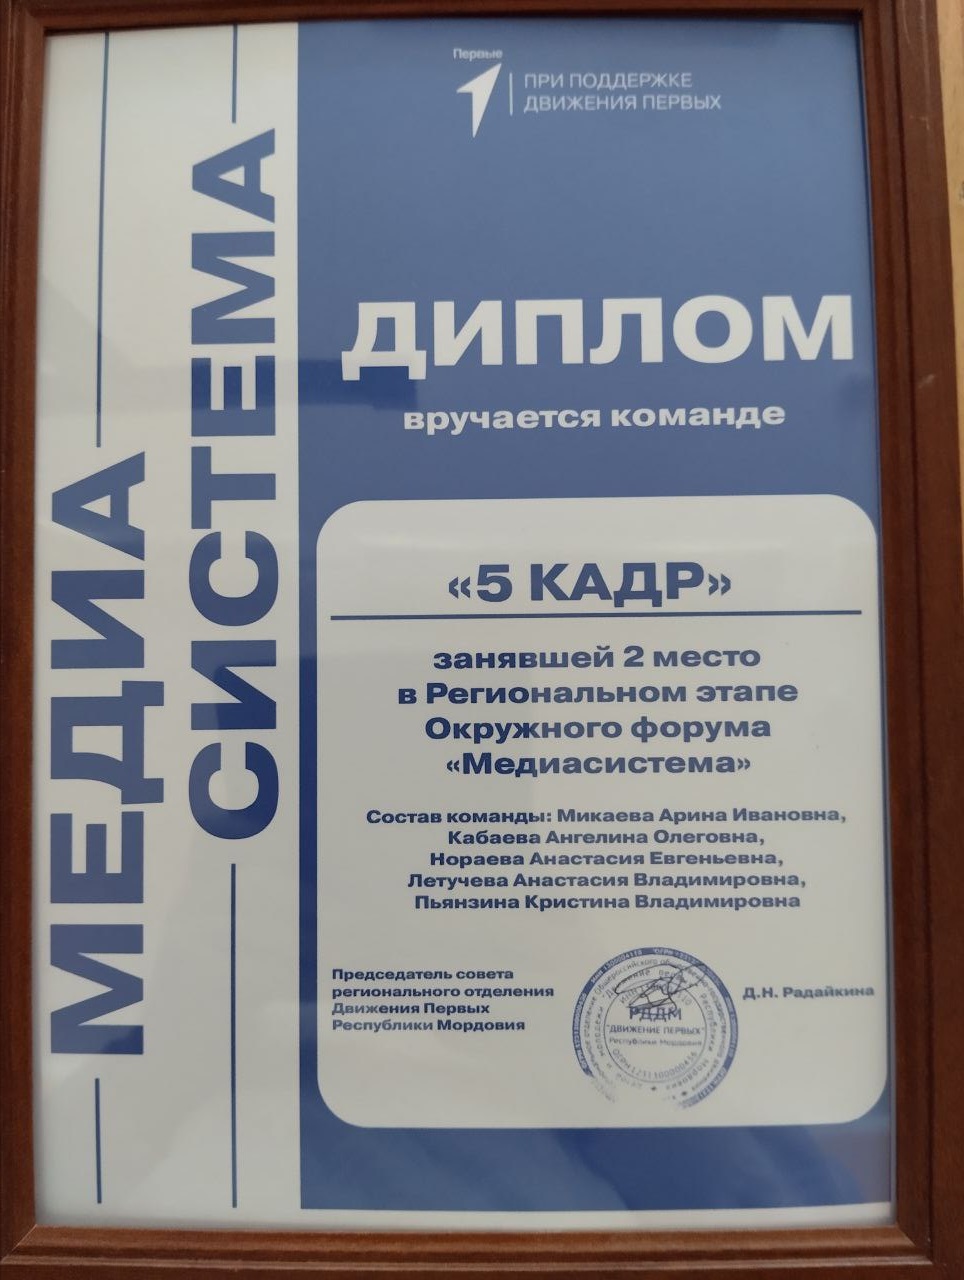 Первые
ПРИ ПОДДЕРЖКЕ
ДВИЖЕНИЯ ПЕРВЫХ
МЕДИА
СИСТЕМА
ДИПЛОМ
вручается команде
«5 КАДР»
занявшей 2 место
в Региональном этапе
Окружного форума
«Медиасистема»
Состав команды: Микаева Арина Ивановна,
Кабаева Ангелина Олеговна,
Нораева Анастасия Евгеньевна,
Летучева Анастасия Владимировна,
Пьянзина Кристина Владимировна
Председатель совета
регионального отделения
Движения Первых
Республики Мордовия
РДДМ
"ДВИЖЕНИЕ ПЕРВЫХ"
Республики Мордовия
Д.Н. Радайкина